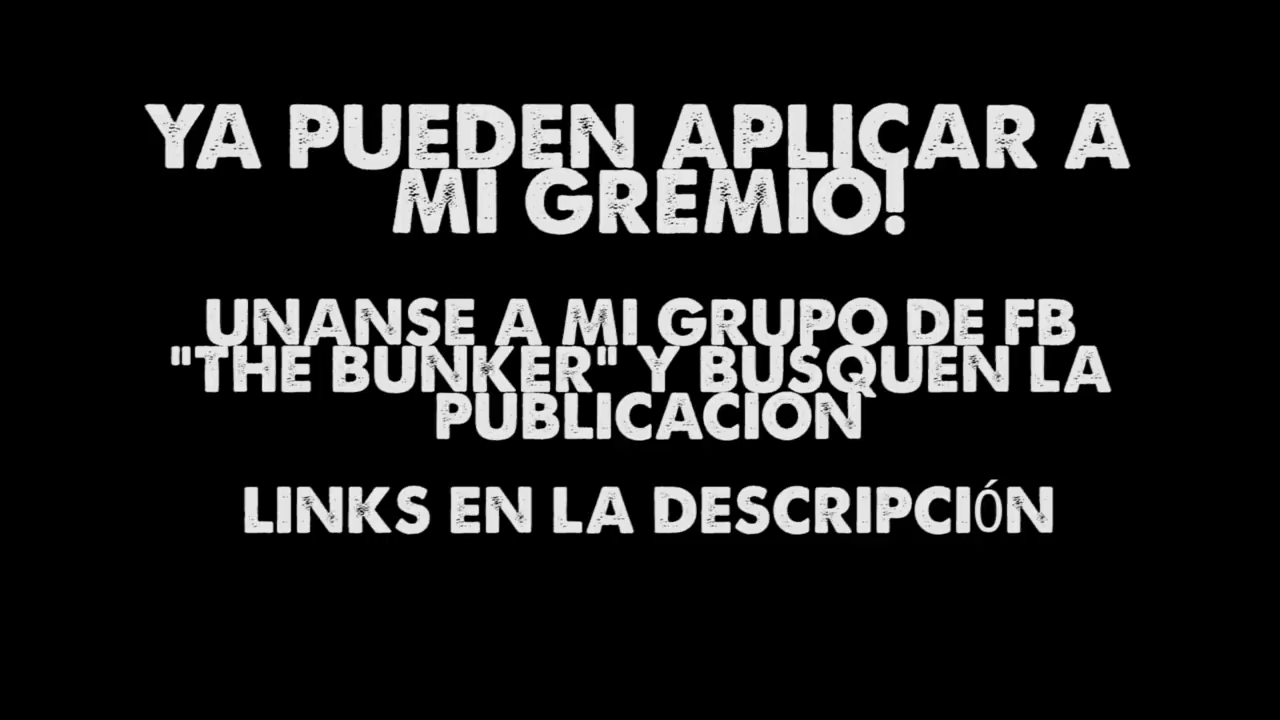 YA PUEDEN APLICAR A
MI GREMIO!
UNANSE A MI GRUPO DE FB
"THE BUNKER" Y BUSQUEN LA
PUBLICACION
LINKS EN LA DESCRIPCIÓN